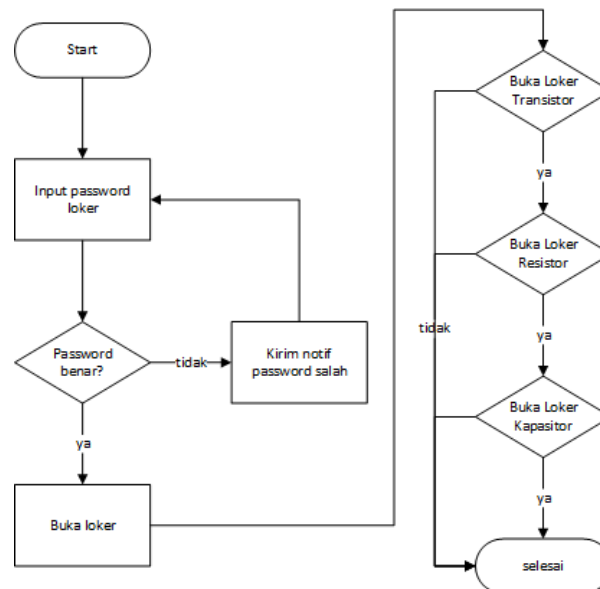 Start
Input password
loker
Password
benar?
tidak
Kirim notif
password salah
ya
Buka loker
Buka Loker
Transistor
ya
Buka Loker
Resistor
tidak
ya
Buka Loker
Kapasitor
ya
selesai